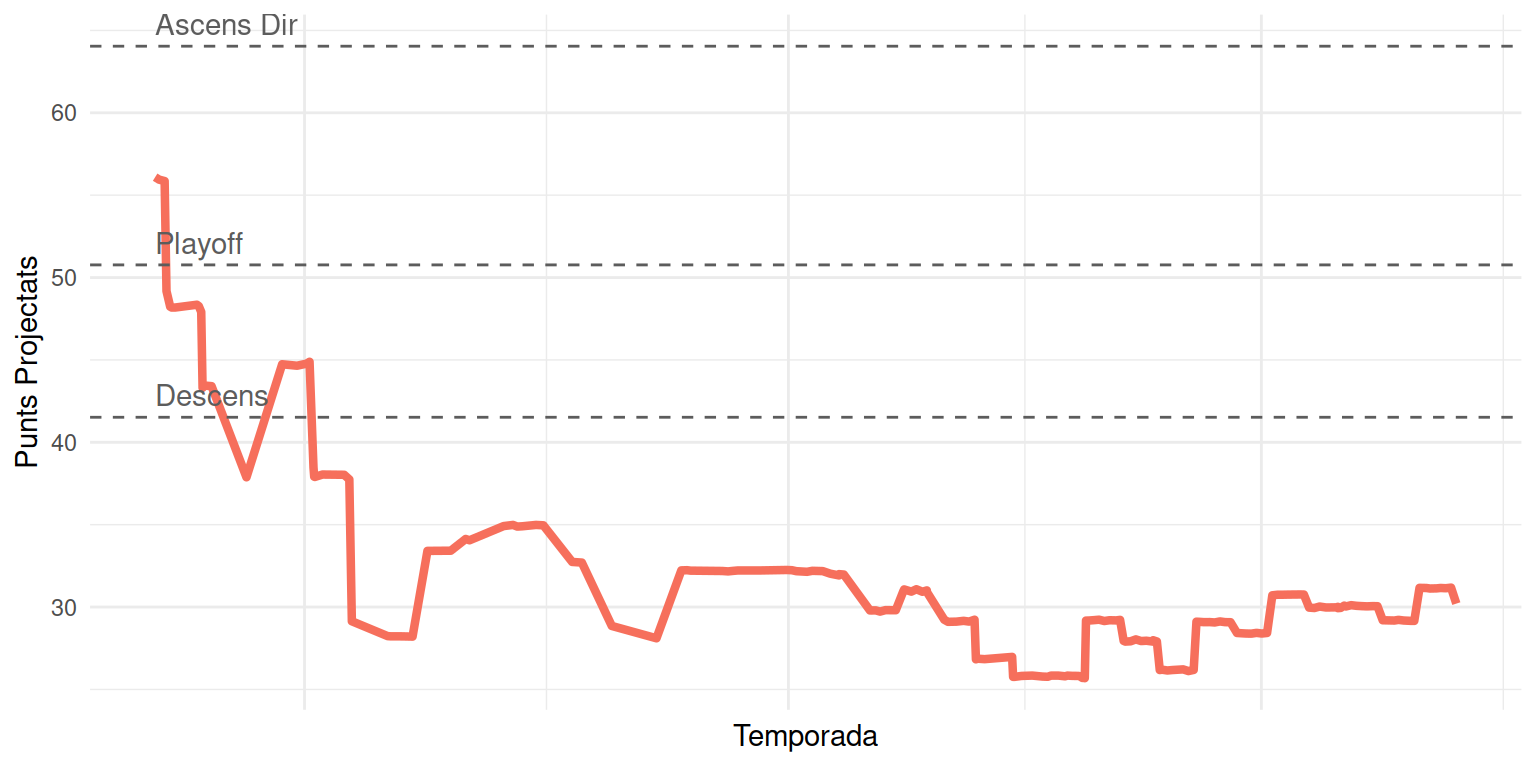 Ascens Dir
60
Playoff
50
Descens
40
30
Punts Projectats
Temporada